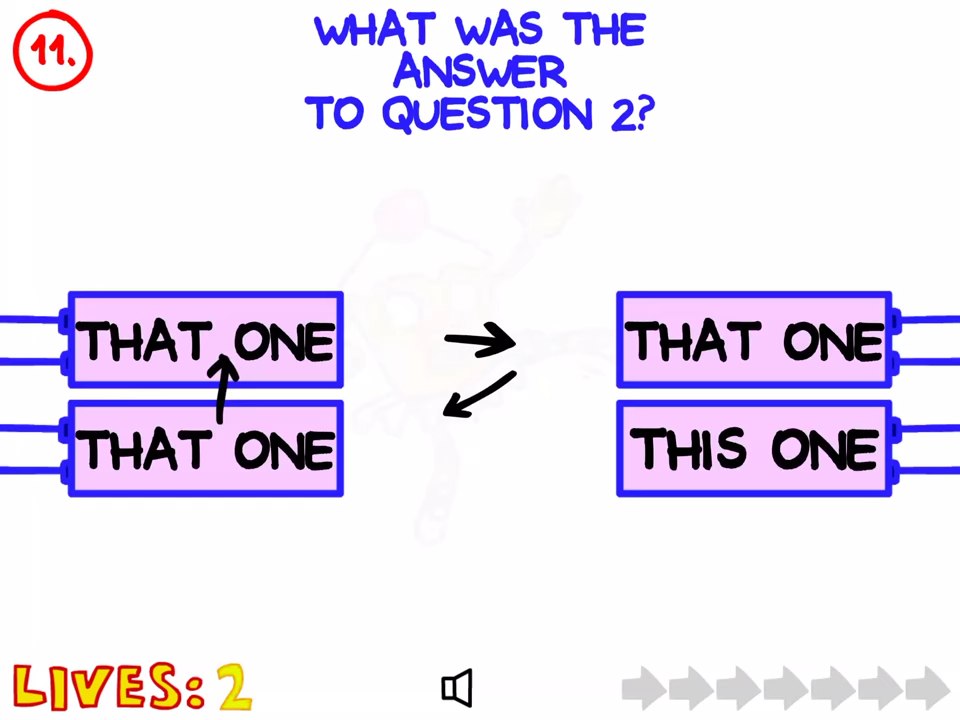 11.
WHAT WAS THE
ANSWER
TO QUESTION 2?
THAT ONE
THAT ONE
THAT ONE
THIS ONE
LIVES: 2